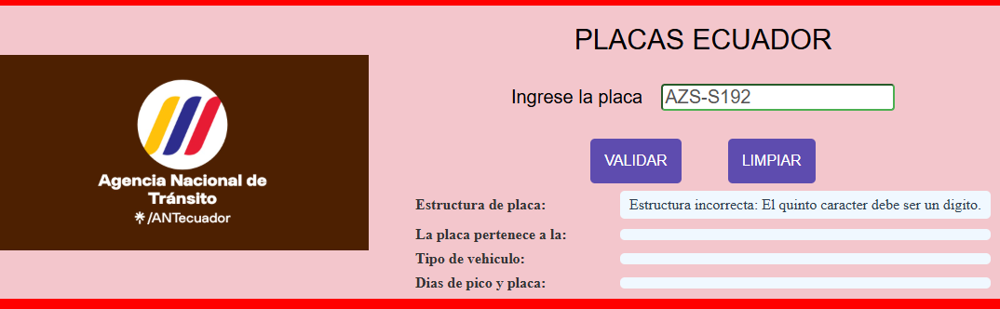 PLACAS ECUADOR
Ingrese la placa AZS-S192
VALIDAR LIMPIAR
Agencia Nacional de
Tránsito
/ANTecuador
Estructura de placa: Estructura incorrecta: El quinto caracter debe ser un digito.
La placa pertenece a la:
Tipo de vehiculo:
Dias de pico y placa: